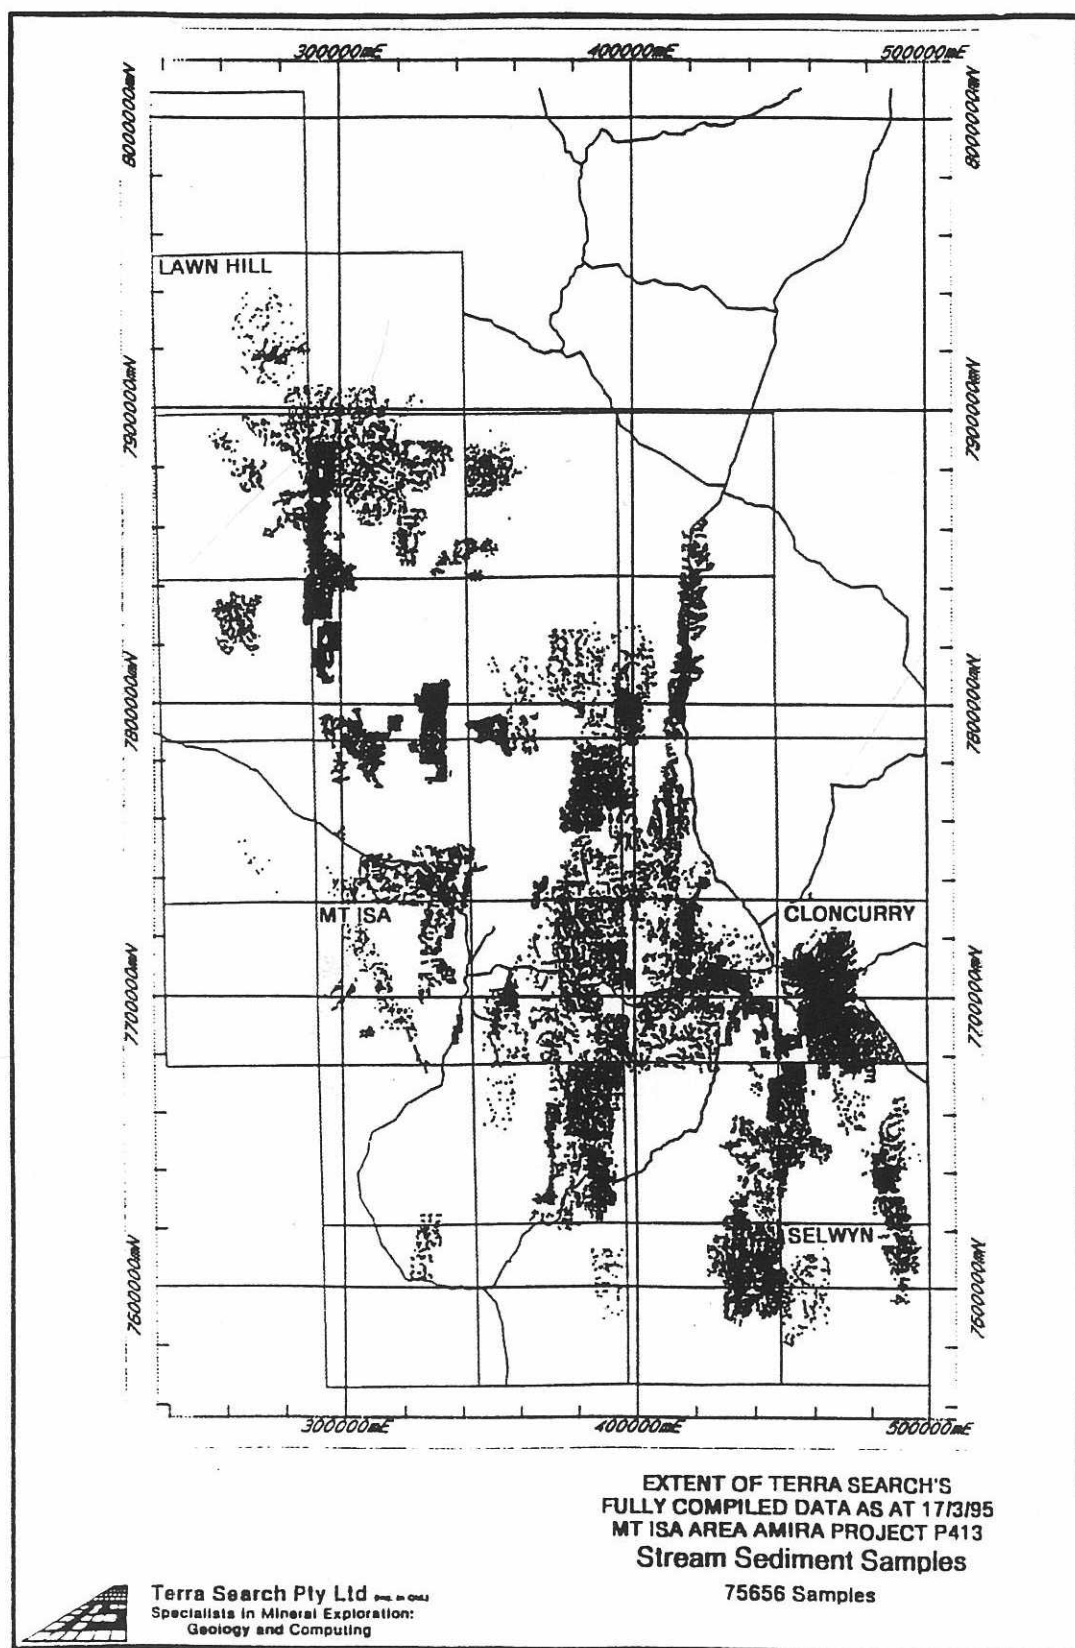 300000mE 400000mE 500000mE
8000000mN 8000000mN
LAWN HILL
7900000mN 7900000mN
7800000mN 7800000mN
MT ISA CLONCURRY
7700000mN 7700000mN
SELWYN
7600000mN 7600000mN
300000mE 400000mE 500000mE
EXTENT OF TERRA SEARCH'S
FULLY COMPILED DATA AS AT 17/3/95
MT ISA AREA AMIRA PROJECT P413
Stream Sediment Samples
75656 Samples
Terra Search Pty Ltd
Specialists in Mineral Exploration:
Geology and Computing